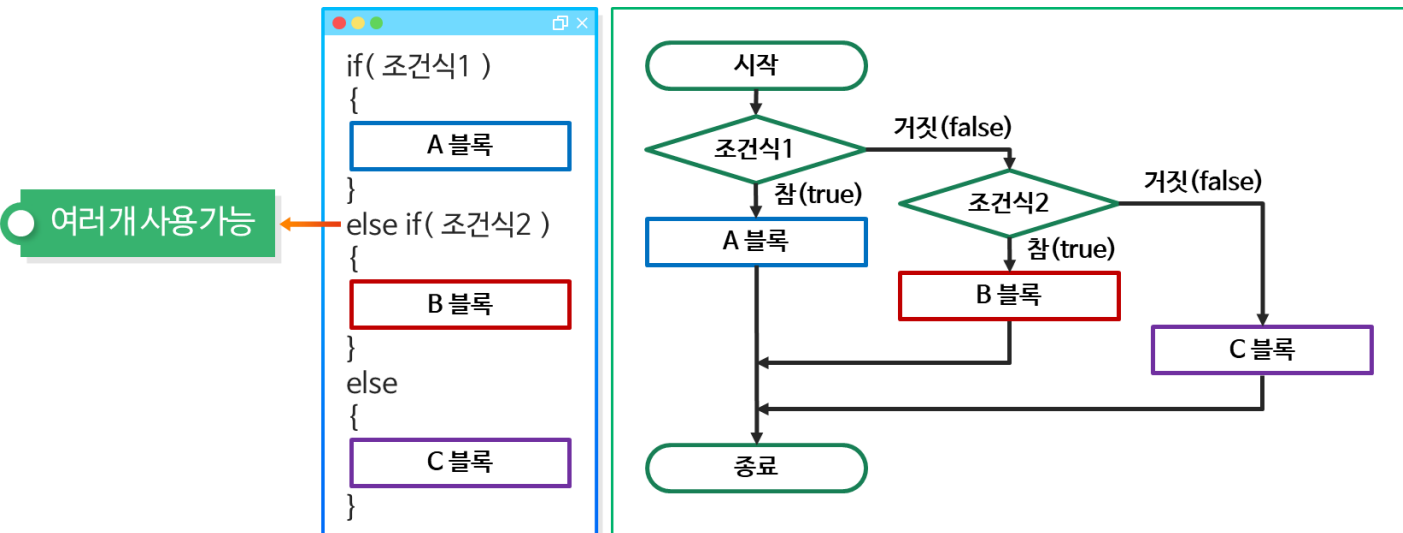 여러개 사용가능
if( 조건식1 )
{
A 블록
}
else if( 조건식2 )
{
B 블록
}
else
{
C 블록
}
시작
조건식1
거짓(false)
참(true)
A 블록
조건식2
거짓(false)
참(true)
B 블록
C 블록
종료